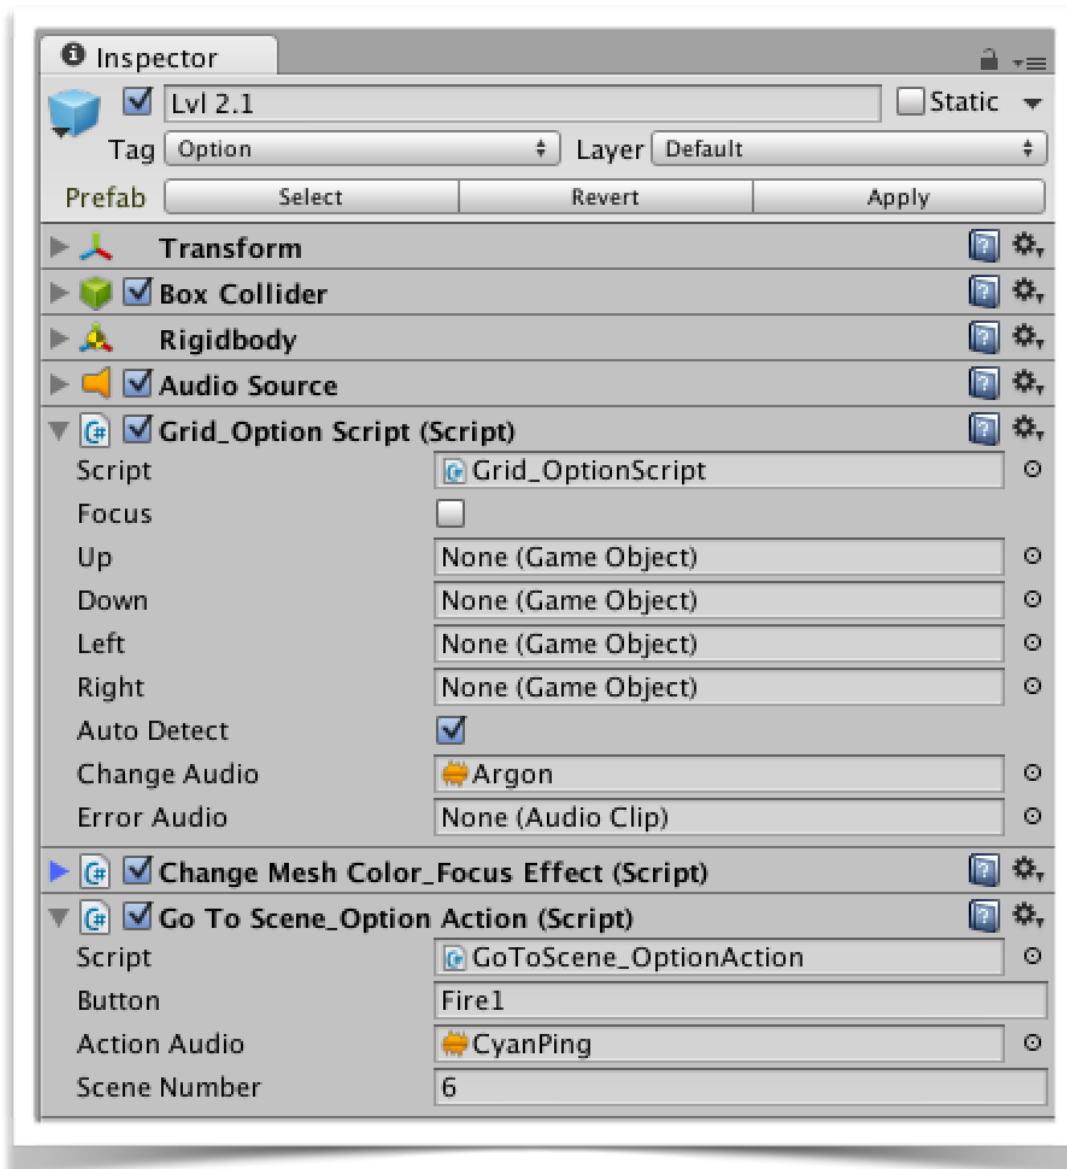 Inspector
Lvl 2.1 Static
Tag Option Layer Default
Prefab Select Revert Apply
Transform
Box Collider
Rigidbody
Audio Source
Grid_Option Script (Script)
Script Grid_OptionScript
Focus
Up None (Game Object)
Down None (Game Object)
Left None (Game Object)
Right None (Game Object)
Auto Detect
Change Audio Argon
Error Audio None (Audio Clip)
Change Mesh Color_Focus Effect (Script)
Go To Scene_Option Action (Script)
Script GoToScene_OptionAction
Button Fire1
Action Audio CyanPing
Scene Number 6